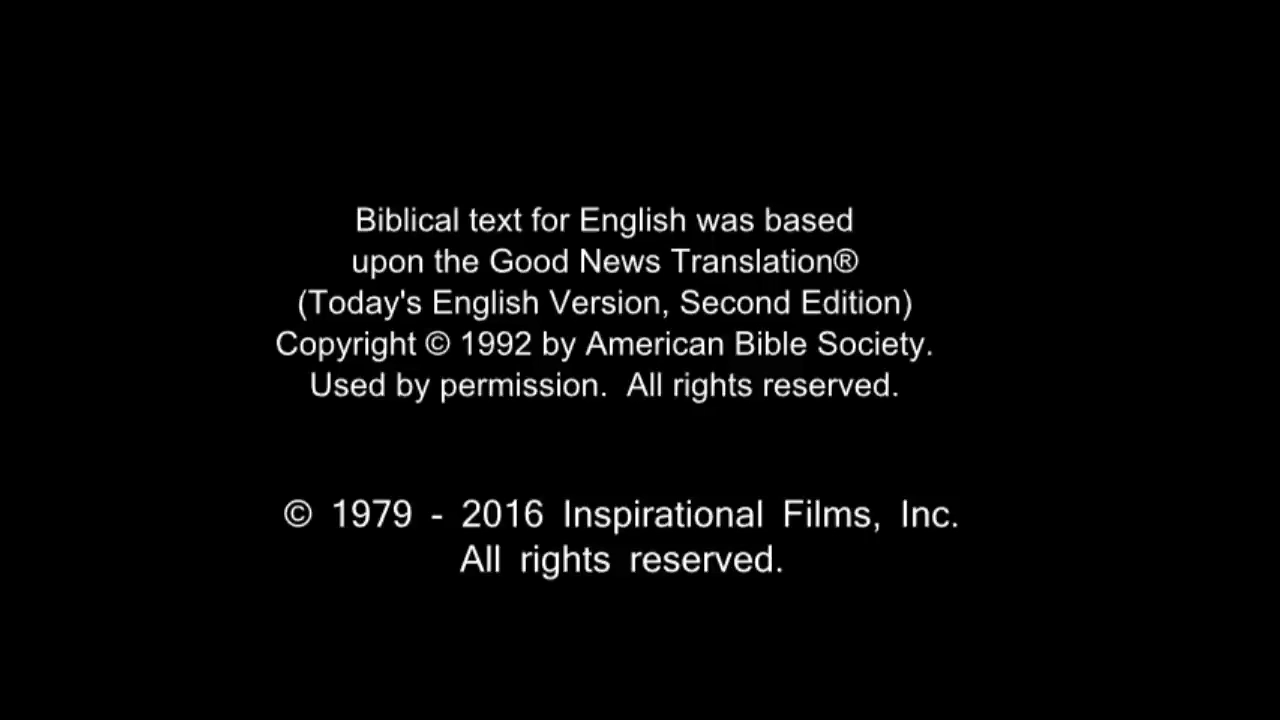 Biblical text for English was based
upon the Good News Translation®
(Today's English Version, Second Edition)
Copyright © 1992 by American Bible Society.
Used by permission.  All rights reserved.
© 1979 - 2016 Inspirational Films, Inc.
All rights reserved.